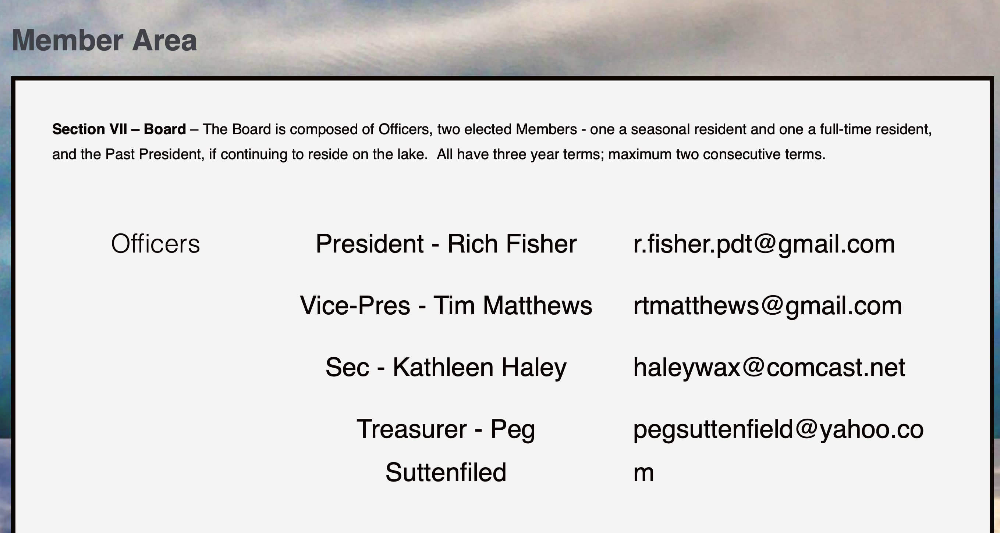 Member Area
Section VII – Board – The Board is composed of Officers, two elected Members - one a seasonal resident and one a full-time resident,
and the Past President, if continuing to reside on the lake.  All have three year terms; maximum two consecutive terms.
Officers President - Rich Fisher r.fisher.pdt@gmail.com
Vice-Pres - Tim Matthews rtmatthews@gmail.com
Sec - Kathleen Haley haleywax@comcast.net
Treasurer - Peg pegsuttenfield@yahoo.co
Suttenfiled m